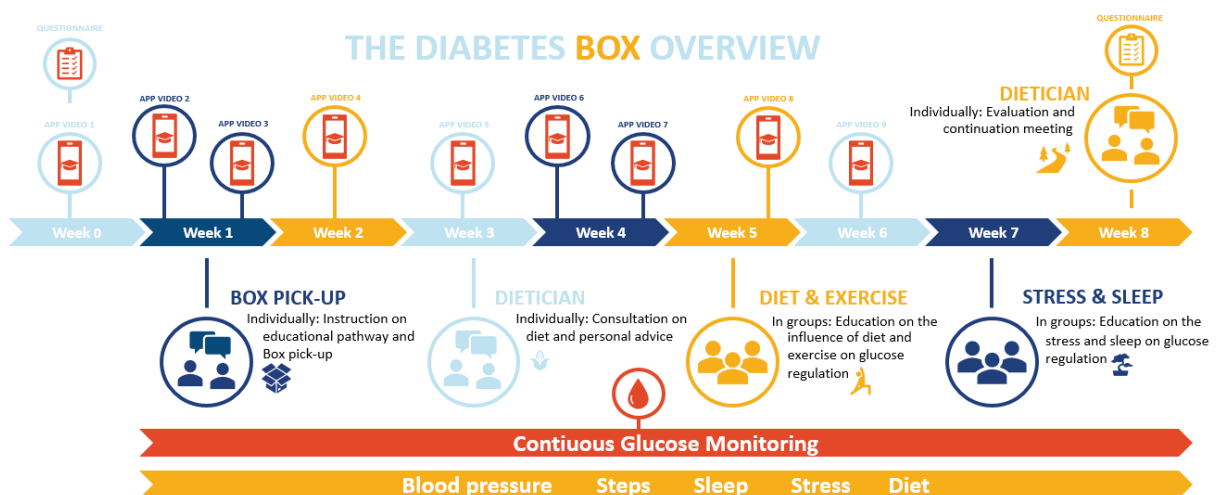 QUESTIONNAIRE
THE DIABETES BOX OVERVIEW
QUESTIONNAIRE
APP VIDEO 1
APP VIDEO 2
APP VIDEO 3
APP VIDEO 4
APP VIDEO 5
APP VIDEO 6
APP VIDEO 7
APP VIDEO 8
APP VIDEO 9
DIETICIAN
Individually: Evaluation and
continuation meeting
Week 0
Week 1
Week 2
Week 3
Week 4
Week 5
Week 6
Week 7
Week 8
BOX PICK-UP
Individually: Instruction on
educational pathway and
Box pick-up
DIETICIAN
Individually: Consultation on
diet and personal advice
DIET & EXERCISE
In groups: Education on the
influence of diet and
exercise on glucose
regulation
STRESS & SLEEP
In groups: Education on the
stress and sleep on glucose
regulation
Contiuous Glucose Monitoring
Blood pressure Steps Sleep Stress Diet